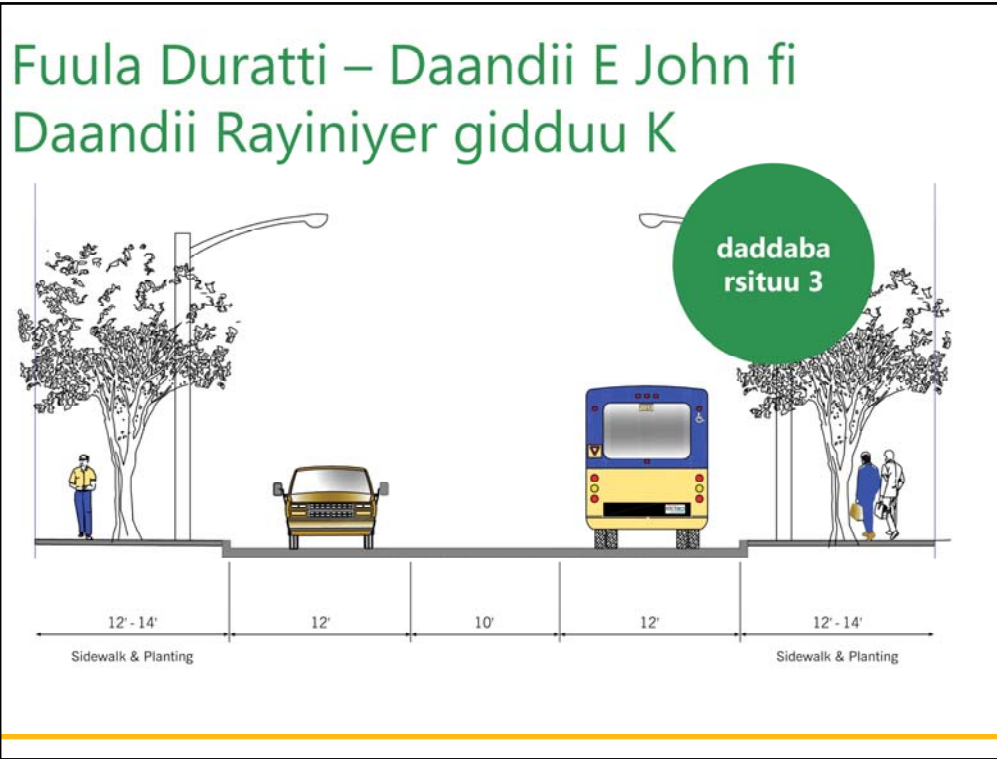 Fuula Duratti – Daandii E John fi
Daandii Rayiniyer gidduu K
daddaba
rsituu 3
12' - 14'
12'
10'
12'
12' - 14'
Sidewalk & Planting
Sidewalk & Planting